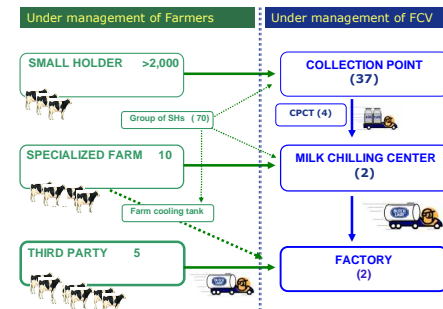 Under management of Farmers
Under management of FCV
SMALL HOLDER >2,000
COLLECTION POINT
(37)
Group of SHs (70)
CPCT (4)
SPECIALIZED FARM 10
MILK CHILLING CENTER
(2)
Farm cooling tank
THIRD PARTY 5
FACTORY
(2)